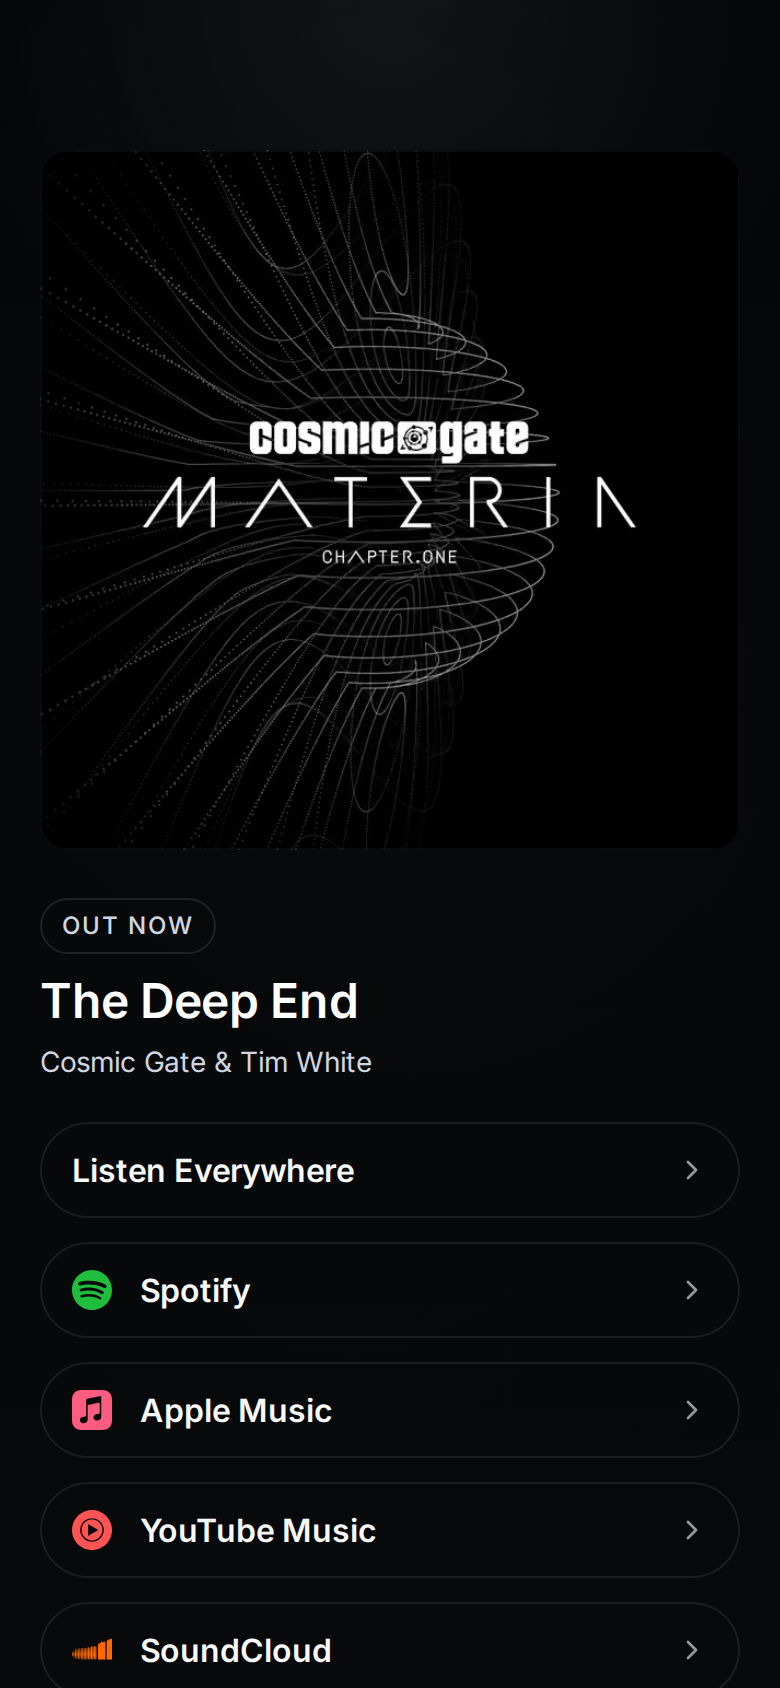 cosmic gate
MATERIA
CHAPTER.ONE
OUT NOW
The Deep End
Cosmic Gate & Tim White
Listen Everywhere
Spotify
Apple Music
YouTube Music
SoundCloud